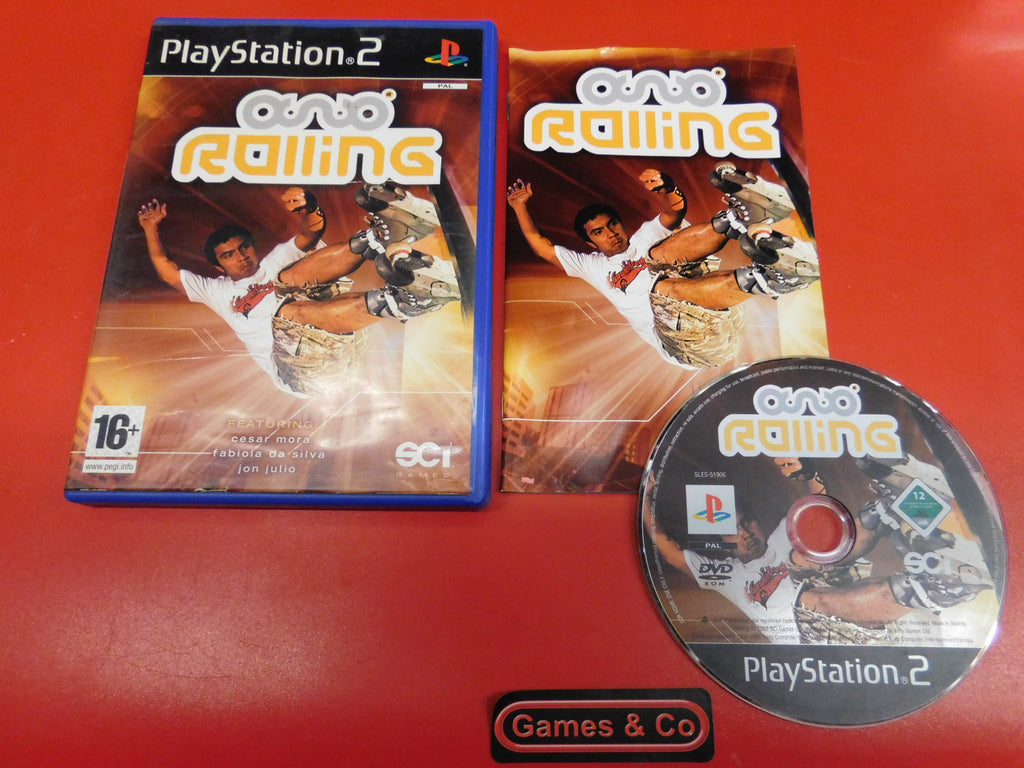 PlayStation®2
PAL
Rolling
16+
www.pegi.info
FEATURING
cesar mora
fabiola da silva
jon julio
SCi
GAMES
Rolling
Rolling
SLES-51906
PAL
DVD
ROM
12
SCi
PlayStation®2
Games & Co